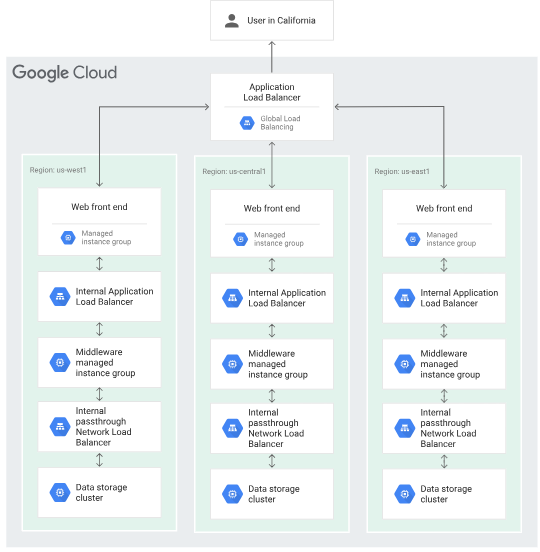 User in California
Google Cloud
Application
Load Balancer
Global Load
Balancing
Region: us-west1
Web front end
Managed
instance group
Internal Application
Load Balancer
Middleware
managed
instance group
Internal
passthrough
Network Load
Balancer
Data storage
cluster
Region: us-central1
Web front end
Managed
instance group
Internal Application
Load Balancer
Middleware
managed
instance group
Internal
passthrough
Network Load
Balancer
Data storage
cluster
Region: us-east1
Web front end
Managed
instance group
Internal Application
Load Balancer
Middleware
managed
instance group
Internal
passthrough
Network Load
Balancer
Data storage
cluster